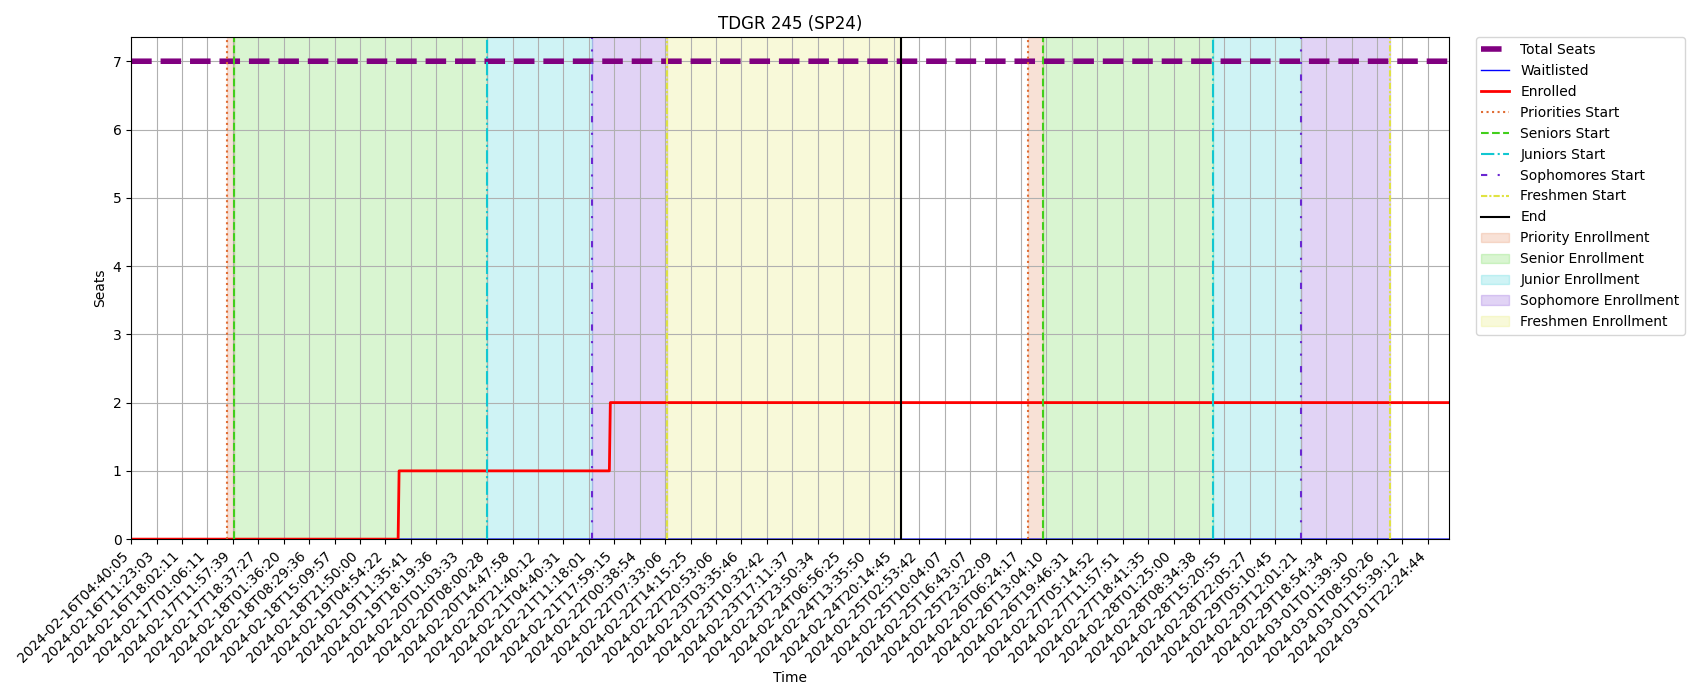 TDGR 245 (SP24)
Seats
7
6
5
4
3
2
1
0
2024-02-16T04:40:05
2024-02-16T11:23:03
2024-02-16T18:02:11
2024-02-17T01:06:11
2024-02-17T11:57:39
2024-02-17T18:37:27
2024-02-18T01:36:20
2024-02-18T08:29:36
2024-02-18T15:09:57
2024-02-18T21:50:00
2024-02-19T04:54:22
2024-02-19T11:35:41
2024-02-19T18:19:36
2024-02-20T01:03:33
2024-02-20T08:00:28
2024-02-20T14:47:58
2024-02-20T21:40:12
2024-02-21T04:40:31
2024-02-21T11:18:01
2024-02-21T17:59:15
2024-02-22T00:38:54
2024-02-22T07:33:06
2024-02-22T14:15:25
2024-02-22T20:53:06
2024-02-23T03:35:46
2024-02-23T10:32:42
2024-02-23T17:11:37
2024-02-23T23:50:34
2024-02-24T06:56:25
2024-02-24T13:35:50
2024-02-24T20:14:45
2024-02-25T02:53:42
2024-02-25T10:04:07
2024-02-25T16:43:07
2024-02-25T23:22:09
2024-02-26T06:24:17
2024-02-26T13:04:10
2024-02-26T19:46:31
2024-02-27T05:14:52
2024-02-27T11:57:51
2024-02-27T18:41:35
2024-02-28T01:25:00
2024-02-28T08:34:38
2024-02-28T15:20:55
2024-02-28T22:05:27
2024-02-29T05:10:45
2024-02-29T12:01:21
2024-02-29T18:54:34
2024-03-01T01:39:30
2024-03-01T08:50:26
2024-03-01T15:39:12
2024-03-01T22:24:44
Time
Total Seats
Waitlisted
Enrolled
Priorities Start
Seniors Start
Juniors Start
Sophomores Start
Freshmen Start
End
Priority Enrollment
Senior Enrollment
Junior Enrollment
Sophomore Enrollment
Freshmen Enrollment